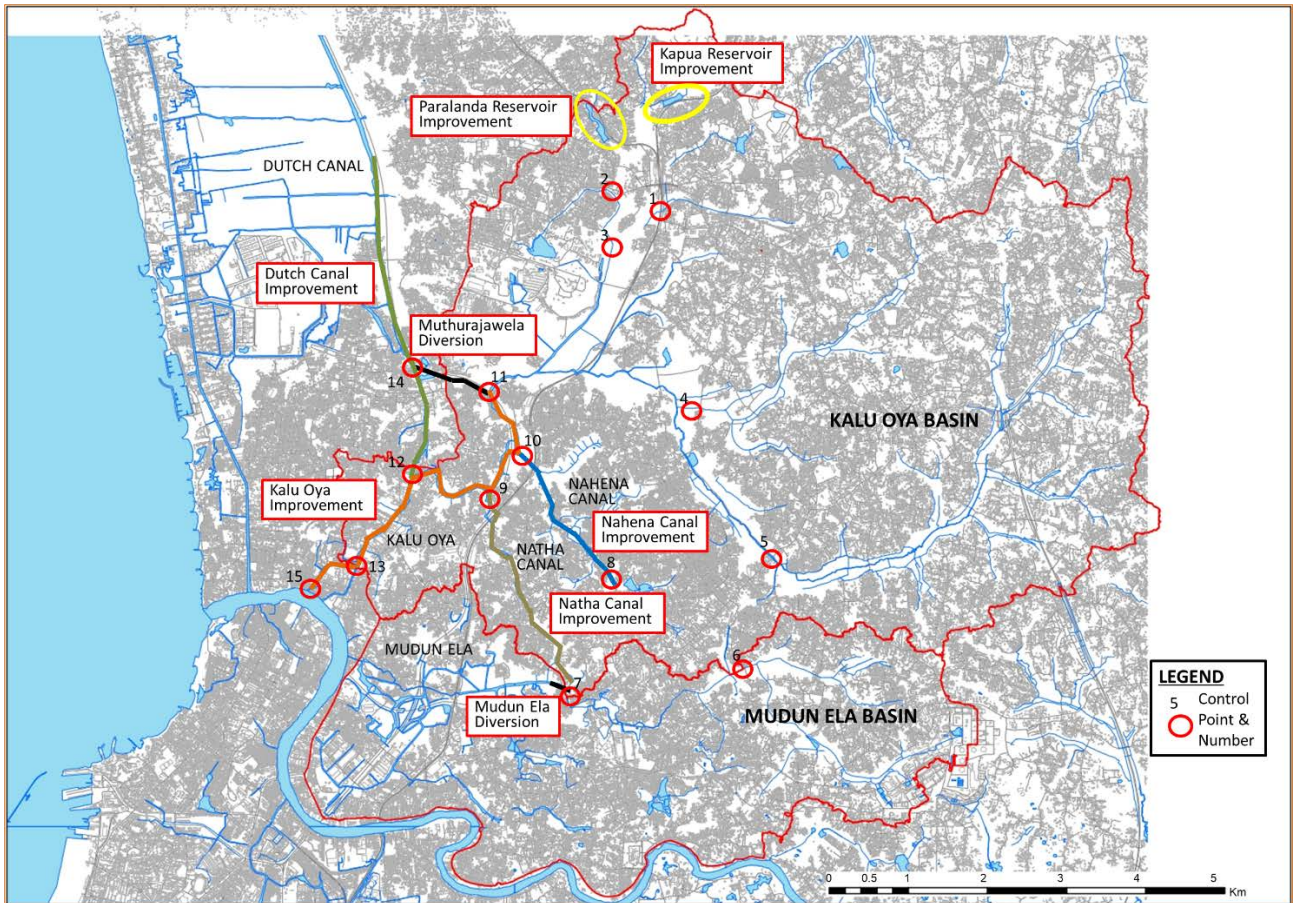 Kapua Reservoir
Improvement
Paralanda Reservoir
Improvement
DUTCH CANAL
2
1
3
Dutch Canal
Improvement
Muthurajawela
Diversion
14
11
4
KALU OYA BASIN
10
12
9
NAHENA
CANAL
Kalu Oya
Improvement
Nahena Canal
Improvement
KALU OYA
NATHA
CANAL
5
13
8
15
Natha Canal
Improvement
MUDUN ELA
6
7
Mudun Ela
Diversion
MUDUN ELA BASIN
LEGEND
5 Control
Point &
Number
0 0.5 1 2 3 4 5
Km